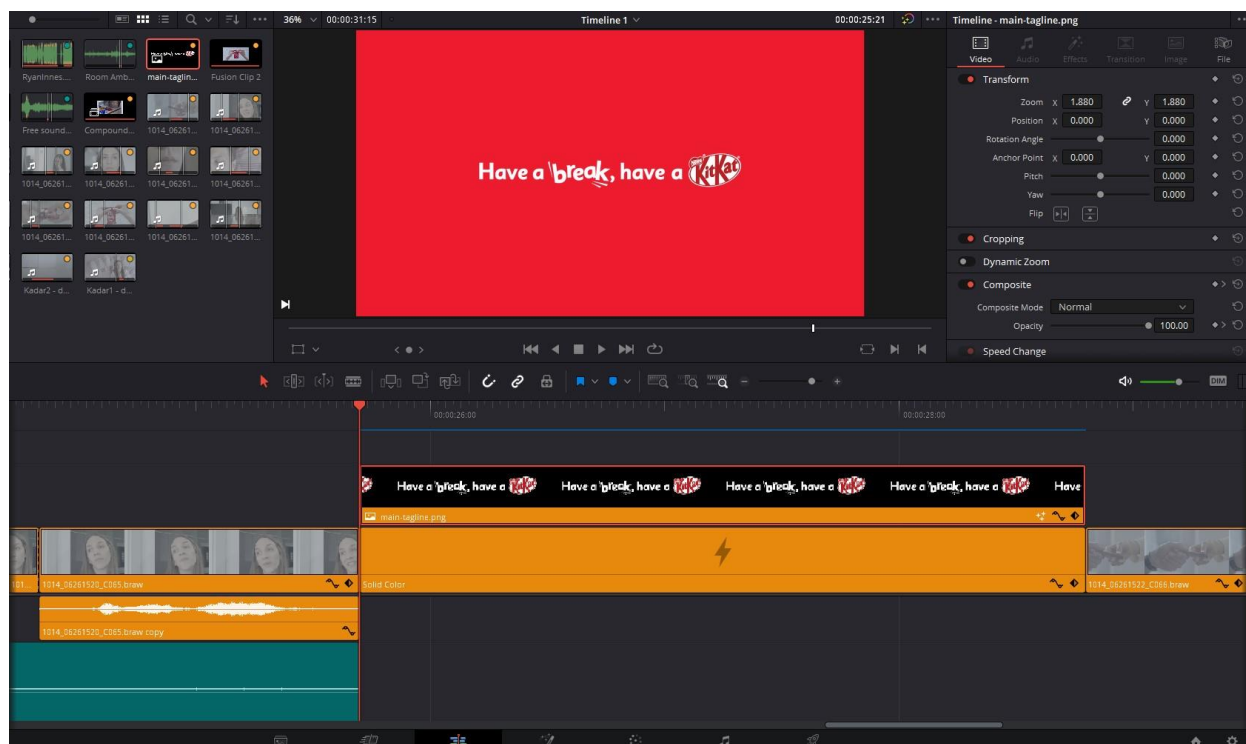 36%
00:00:31:15
Timeline 1
00:00:25:21
Timeline - main-tagline.png
RyanInnes....
Room Amb...
main-taglin...
Fusion Clip 2
Video
Audio
Effects
Transition
Image
File
Transform
Zoom X 1.880 Y 1.880
Position X 0.000 Y 0.000
Rotation Angle 0.000
Anchor Point X 0.000 Y 0.000
Pitch 0.000
Yaw 0.000
Flip
Free sound...
Compound...
1014_06261...
1014_06261...
1014_06261...
1014_06261...
1014_06261...
1014_06261...
1014_06261...
1014_06261...
1014_06261...
1014_06261...
Kadar2 - d...
Kadar1 - d...
Have a break, have a KitKat
Cropping
Dynamic Zoom
Composite
Composite Mode Normal
Opacity 100.00
Speed Change
DIM
00:00:26:00
00:00:28:00
Have a break, have a KitKat
Have a break, have a KitKat
Have a break, have a KitKat
Have a break, have a KitKat
Have
main-tagline.png
1014_06261520_C065.braw
Solid Color
1014_06261522_C066.braw
1014_06261520_C065.braw copy